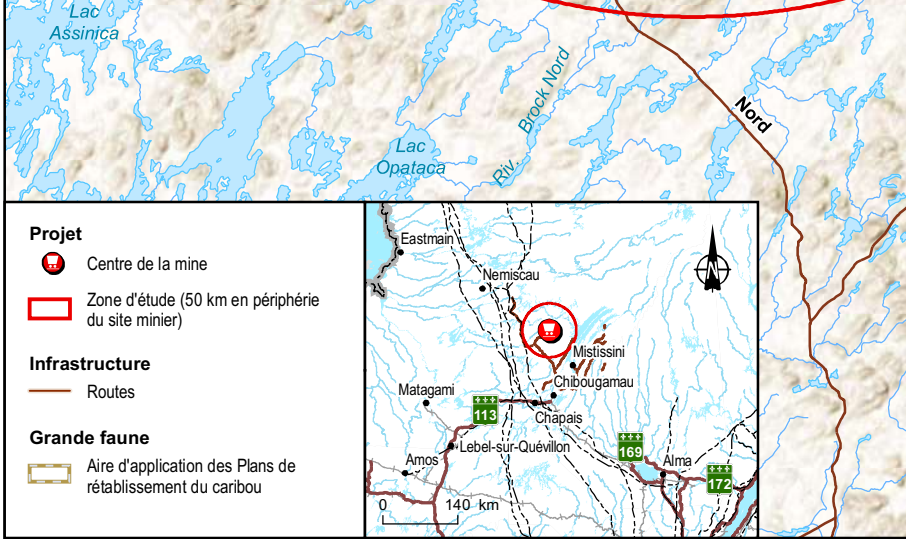 Lac
Assinica
Riv. Brock Nord
Nord
Lac
Opataca
Projet
Centre de la mine
Zone d'étude (50 km en périphérie
du site minier)
Infrastructure
Routes
Grande faune
Aire d'application des Plans de
rétablissement du caribou
Eastmain
N
Nemiscau
Mistissini
Chibougamau
Matagami
113
Chapais
Lebel-sur-Quévillon
169
Amos
Alma
172
0 140 km